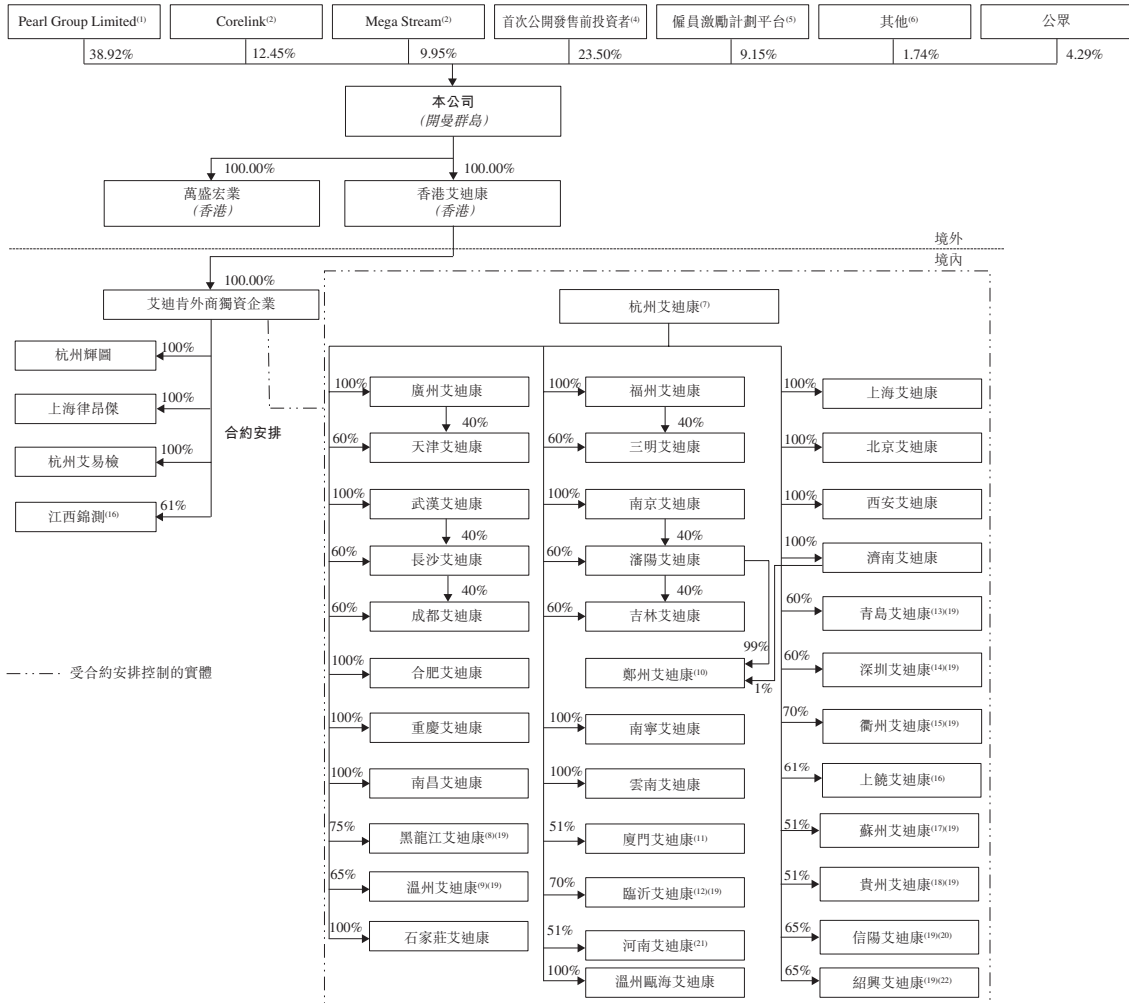 Pearl Group Limited(1) Corelink(2) Mega Stream(2) 首次公開發售前投資者(4) 僱員激勵計劃平台(5) 其他(6) 公眾
38.92% 12.45% 9.95% 23.50% 9.15% 1.74% 4.29%
本公司
(開曼群島)
100.00% 100.00%
萬盛宏業 香港艾迪康
(香港) (香港)
境外
境內
100.00%
艾迪肯外商獨資企業 杭州艾迪康(7)
杭州輝圖 100%
100% 廣州艾迪康 100% 福州艾迪康 100% 上海艾迪康
上海律昂傑 100%
40% 40%
合約安排
60% 天津艾迪康 60% 三明艾迪康 100% 北京艾迪康
杭州艾易檢 100%
100% 武漢艾迪康 100% 南京艾迪康 100% 西安艾迪康
江西錦測(16) 61%
40% 40%
60% 長沙艾迪康 60% 瀋陽艾迪康 100% 濟南艾迪康
40% 40%
60% 成都艾迪康 60% 吉林艾迪康 60% 青島艾迪康(13)(19)
99%
受合約安排控制的實體
100% 合肥艾迪康 鄭州艾迪康(10) 60% 深圳艾迪康(14)(19)
1%
100% 重慶艾迪康 100% 南寧艾迪康 70% 衢州艾迪康(15)(19)
100% 南昌艾迪康 100% 雲南艾迪康 61% 上饒艾迪康(16)
75% 黑龍江艾迪康(8)(19) 51% 廈門艾迪康(11) 51% 蘇州艾迪康(17)(19)
65% 溫州艾迪康(9)(19) 70% 臨沂艾迪康(12)(19) 51% 貴州艾迪康(18)(19)
100% 石家莊艾迪康 51% 河南艾迪康(21) 65% 信陽艾迪康(19)(20)
100% 溫州甌海艾迪康 65% 紹興艾迪康(19)(22)